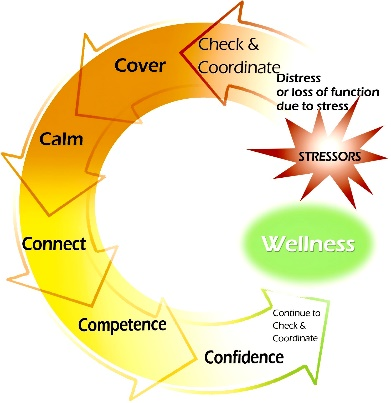 Check &
Coordinate
Cover
Distress
or loss of function
due to stress
STRESSORS
Calm
Connect
Wellness
Competence
Confidence
Continue to
Check &
Coordinate